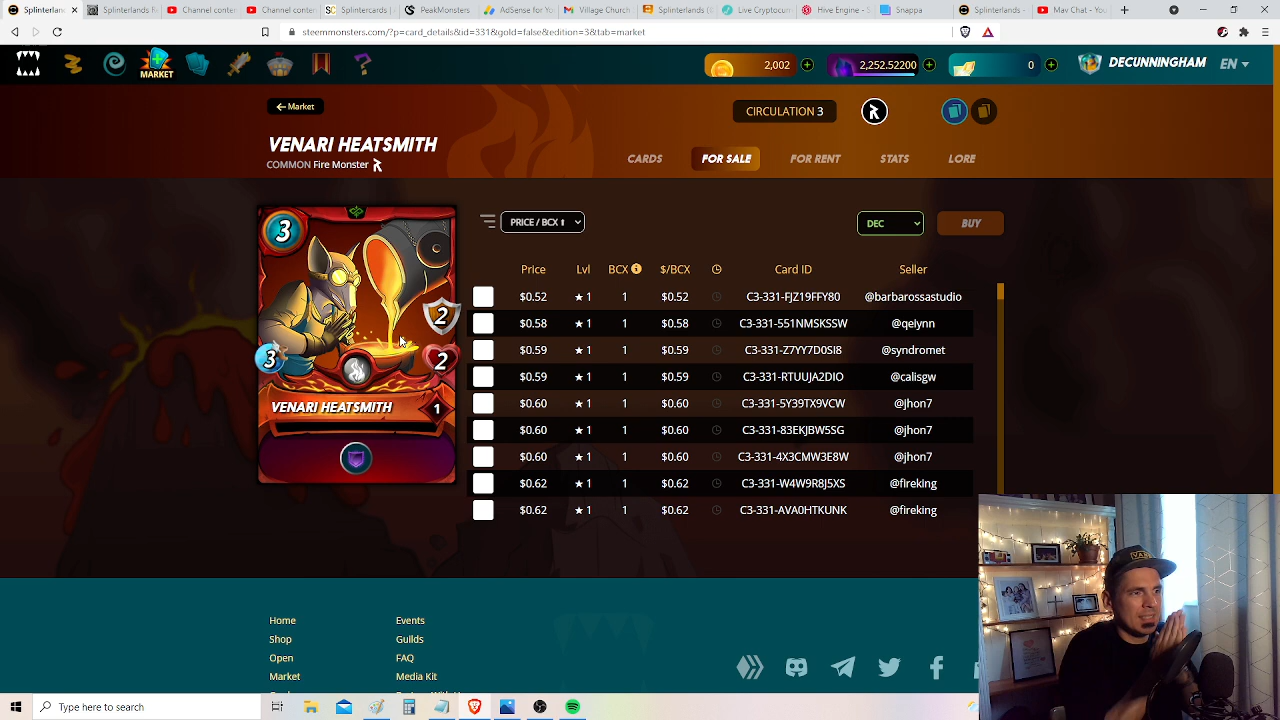 Splinterlands
Splinterlands R
Channel content
Channel content
Splintercards (D
PeakMonsters
AdSense for Yo
Village Church
Splinterlands (
Live Cryptocurr
Hive Engine - S
Snappa
Splinterlands -
Mav Chat - You
steemmonsters.com/?p=card_details&id=331&gold=false&edition=3&tab=market
MARKET
2,002
2,252.52200
0
DECUNNINGHAM
EN
Market
CIRCULATION 3
VENARI HEATSMITH
COMMON Fire Monster
CARDS
FOR SALE
FOR RENT
STATS
LORE
3
2
3
2
VENARI HEATSMITH
1
PRICE / BCX
DEC
BUY
Price Lvl BCX $/BCX Card ID Seller
$0.52 ★ 1 1 $0.52 C3-331-FJZ19FFY80 @barbarossastudio
$0.58 ★ 1 1 $0.58 C3-331-551NMSKSSW @qelynn
$0.59 ★ 1 1 $0.59 C3-331-Z7YY7D0SI8 @syndromet
$0.59 ★ 1 1 $0.59 C3-331-RTUUJA2DIO @calisgw
$0.60 ★ 1 1 $0.60 C3-331-5Y39TX9VCW @jhon7
$0.60 ★ 1 1 $0.60 C3-331-83EKJBW5SG @jhon7
$0.60 ★ 1 1 $0.60 C3-331-4X3CMW3E8W @jhon7
$0.62 ★ 1 1 $0.62 C3-331-W4W9R8J5XS @fireking
$0.62 ★ 1 1 $0.62 C3-331-AVA0HTKUNK @fireking
Home
Shop
Open
Market
Events
Guilds
FAQ
Media Kit
VANS
Type here to search